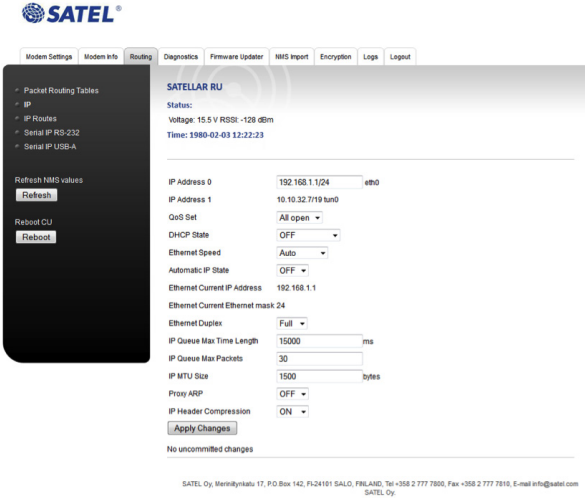 SATEL®
Modem Settings Modem Info Routing Diagnostics Firmware Updater NMS Import Encryption Logs Logout
Packet Routing Tables
IP
IP Routes
Serial IP RS-232
Serial IP USB-A
Refresh NMS values
Refresh
Reboot CU
Reboot
SATELLAR RU
Status:
Voltage: 15.5 V RSSI: -128 dBm
Time: 1980-02-03 12:22:23
IP Address 0 192.168.1.1/24 eth0
IP Address 1 10.10.32.7/19 tun0
QoS Set All open
DHCP State OFF
Ethernet Speed Auto
Automatic IP State OFF
Ethernet Current IP Address 192.168.1.1
Ethernet Current Ethernet mask 24
Ethernet Duplex Full
IP Queue Max Time Length 15000 ms
IP Queue Max Packets 30
IP MTU Size 1500 bytes
Proxy ARP OFF
IP Header Compression ON
Apply Changes
No uncommitted changes
SATEL Oy, Meriniitynkatu 17, P.O.Box 142, FI-24101 SALO, FINLAND, Tel +358 2 777 7800, Fax +358 2 777 7810, E-mail info@satel.com
SATEL Oy.